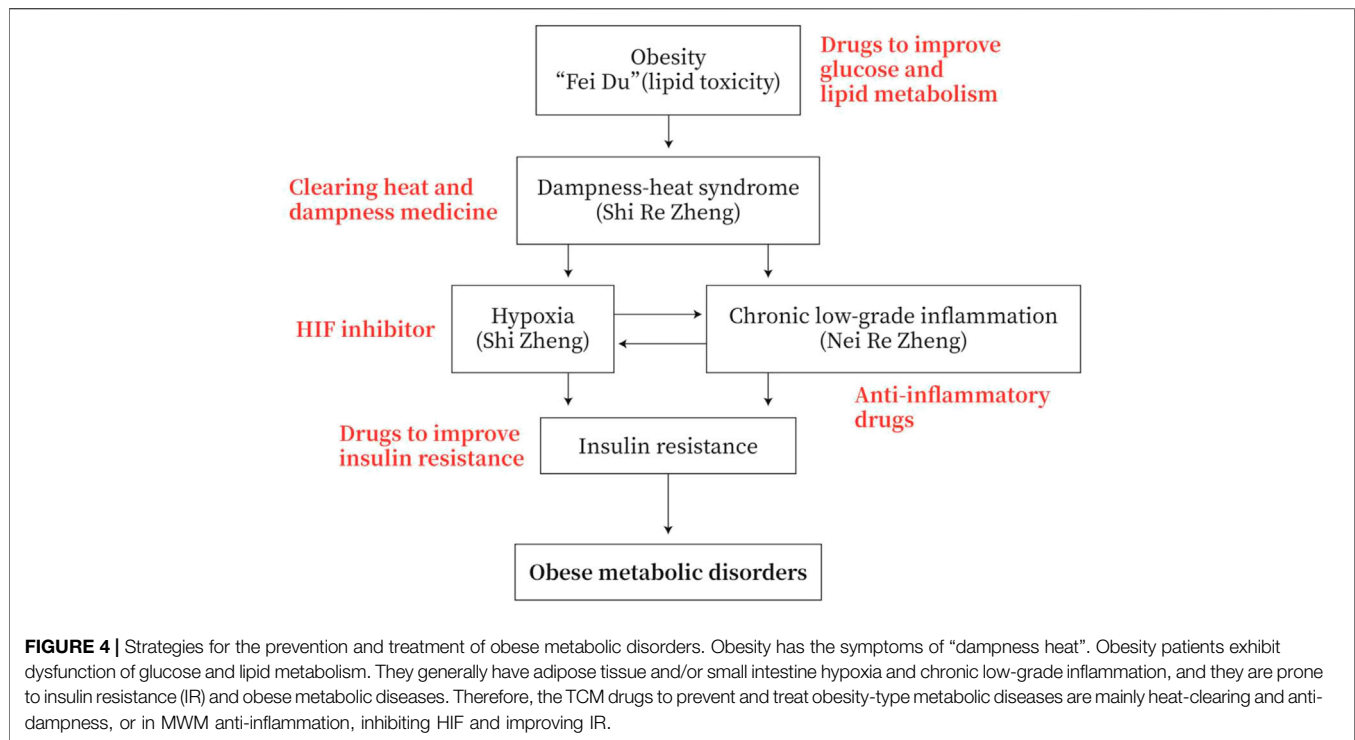 Obesity
“Fei Du”(lipid toxicity)
Drugs to improve
glucose and
lipid metabolism
Clearing heat and
dampness medicine
Dampness-heat syndrome
(Shi Re Zheng)
HIF inhibitor
Hypoxia
(Shi Zheng)
Chronic low-grade inflammation
(Nei Re Zheng)
Anti-inflammatory
drugs
Drugs to improve
insulin resistance
Insulin resistance
Obese metabolic disorders
FIGURE 4 | Strategies for the prevention and treatment of obese metabolic disorders. Obesity has the symptoms of “dampness heat”. Obesity patients exhibit
dysfunction of glucose and lipid metabolism. They generally have adipose tissue and/or small intestine hypoxia and chronic low-grade inflammation, and they are prone
to insulin resistance (IR) and obese metabolic diseases. Therefore, the TCM drugs to prevent and treat obesity-type metabolic diseases are mainly heat-clearing and anti-
dampness, or in MWM anti-inflammation, inhibiting HIF and improving IR.